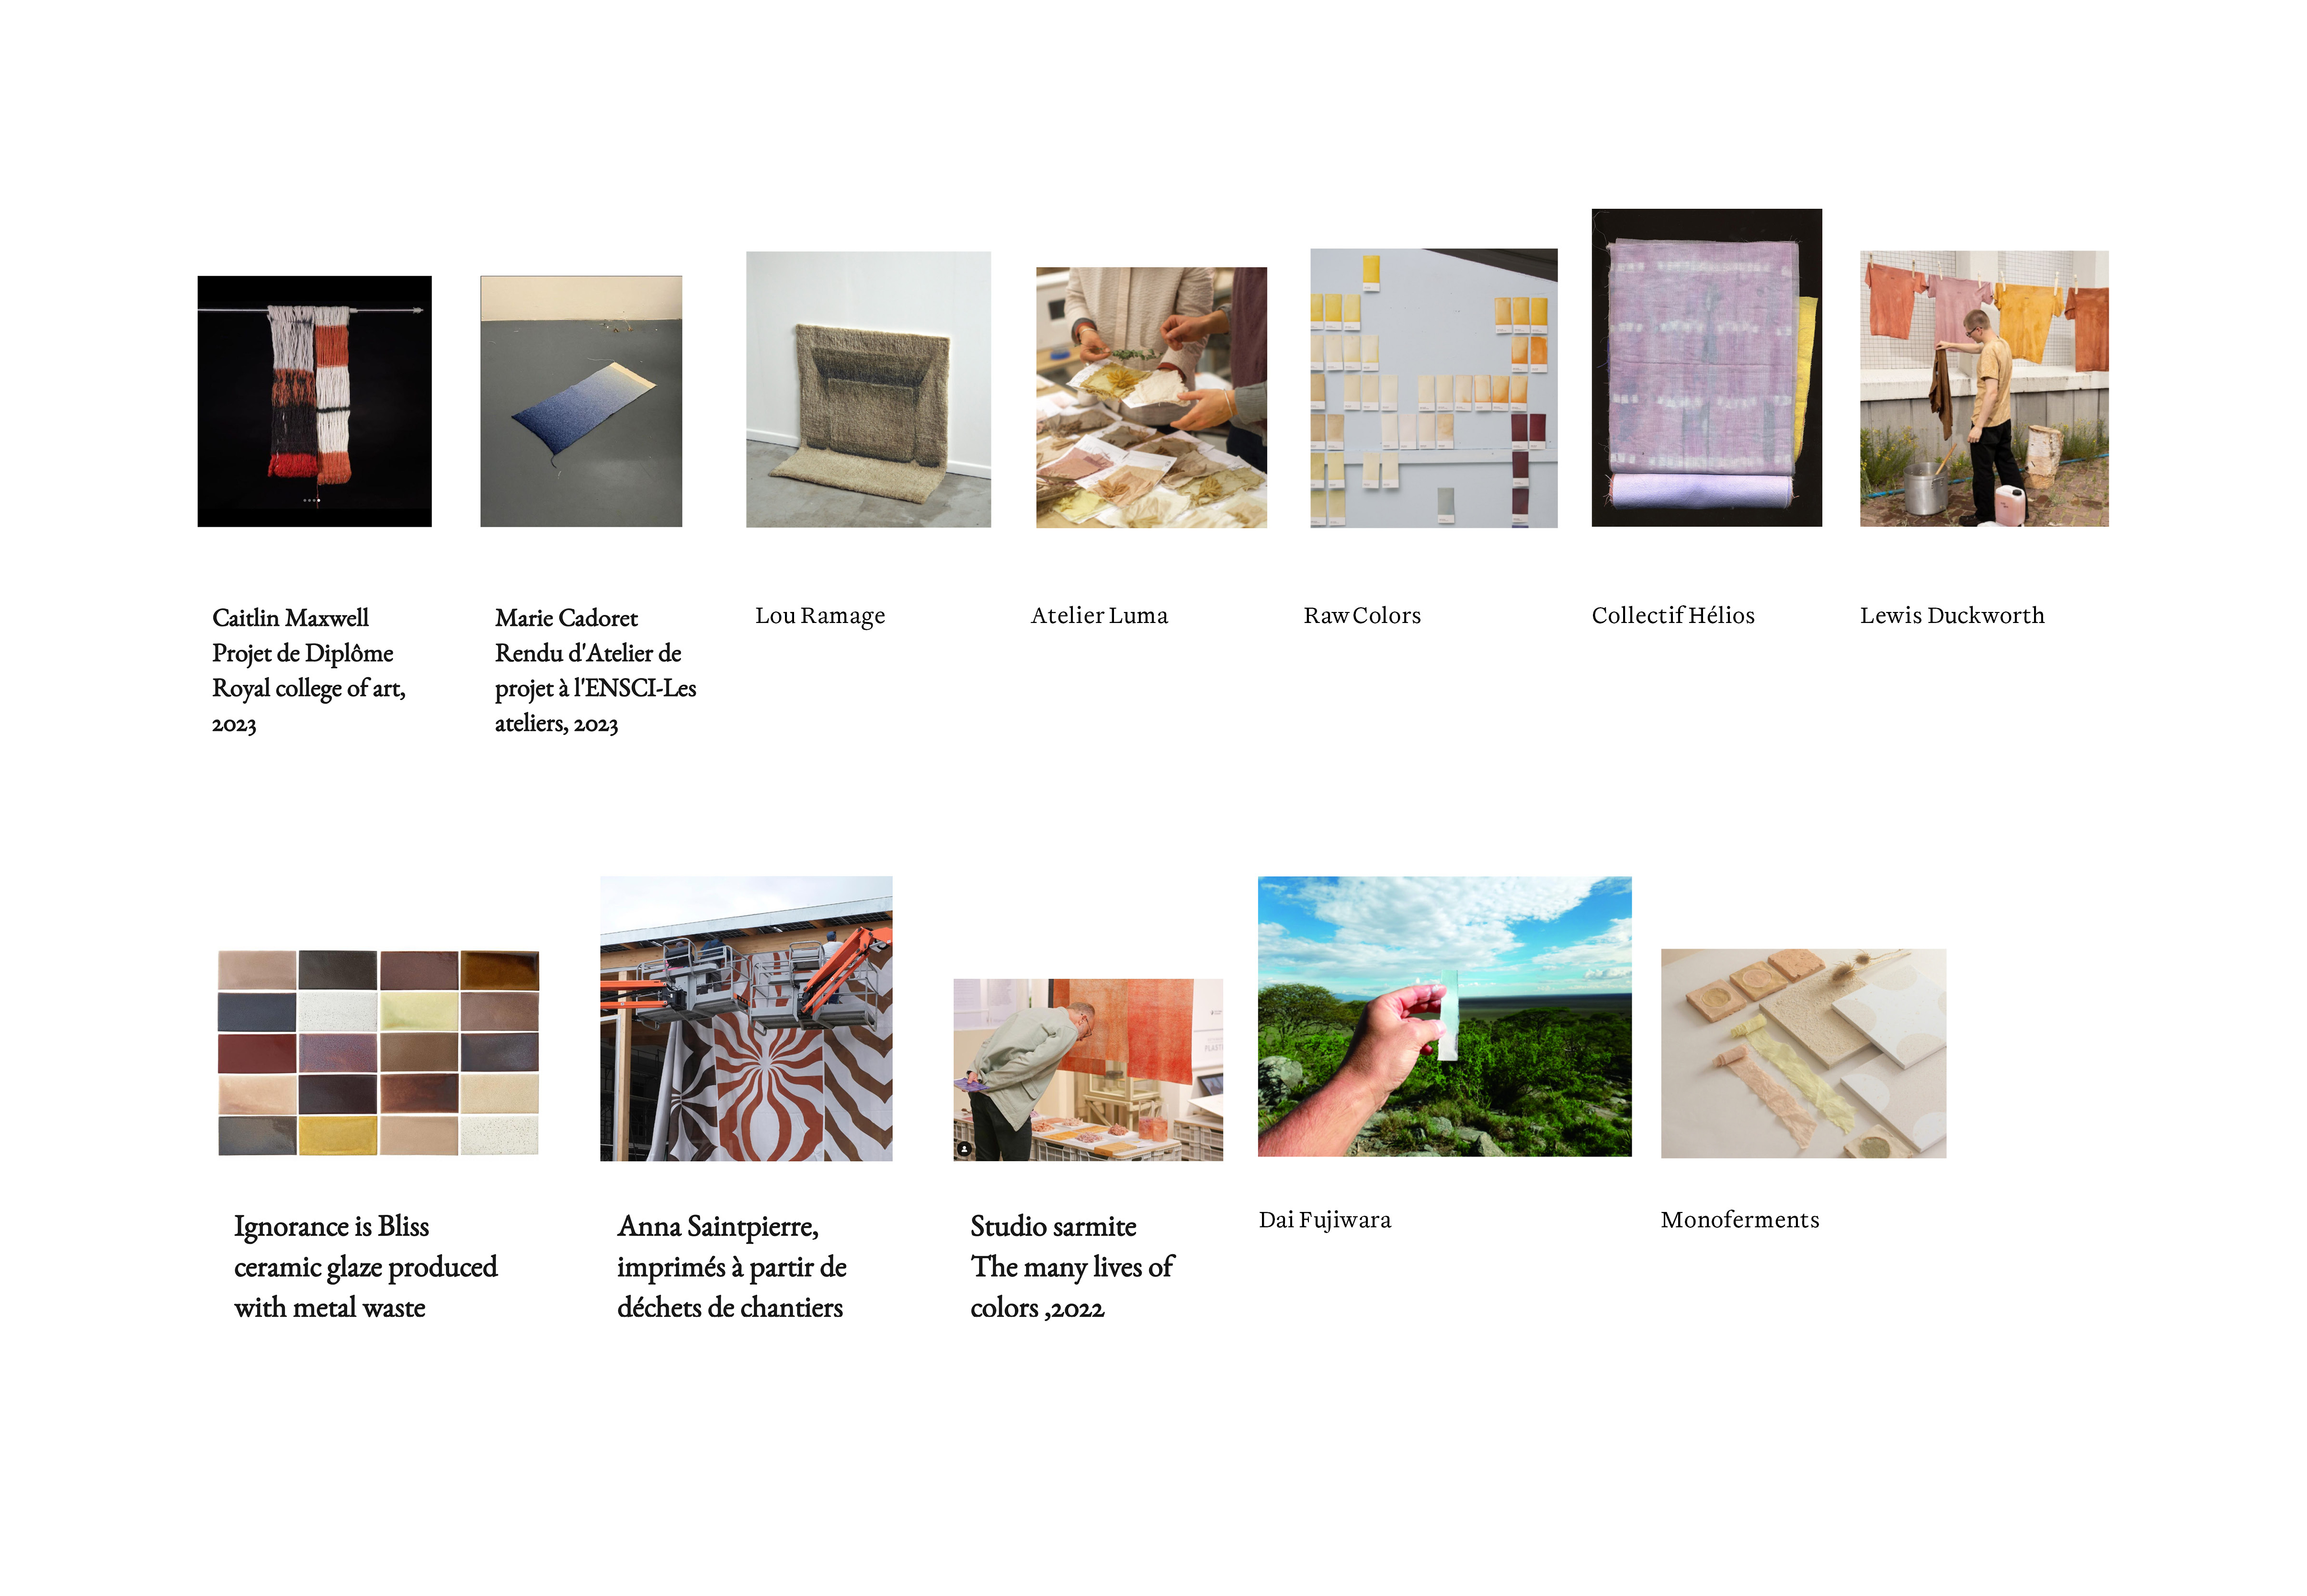 Caitlin Maxwell
Projet de Diplôme
Royal college of art,
2023
Marie Cadoret
Rendu d'Atelier de
projet à l'ENSCI-Les
ateliers, 2023
Lou Ramage
Atelier Luma
Raw Colors
Collectif Hélios
Lewis Duckworth
Ignorance is Bliss
ceramic glaze produced
with metal waste
Anna Saintpierre,
imprimés à partir de
déchets de chantiers
Studio sarmite
The many lives of
colors ,2022
Dai Fujiwara
Monoferments